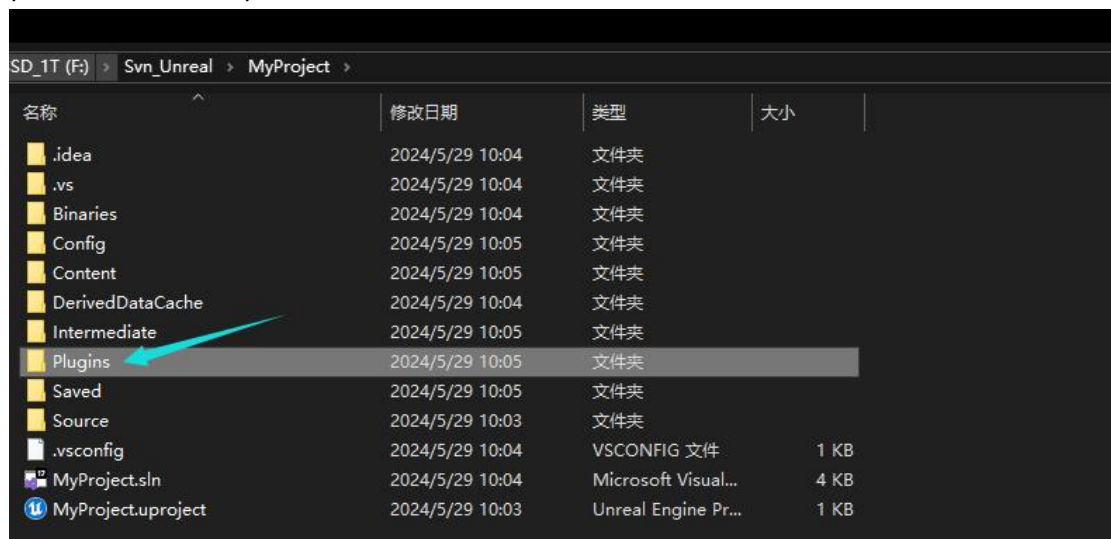 SD_1T (F:) > Svn_Unreal > MyProject >
名称 修改日期 类型 大小
.idea 2024/5/29 10:04 文件夹
.vs 2024/5/29 10:04 文件夹
Binaries 2024/5/29 10:04 文件夹
Config 2024/5/29 10:05 文件夹
Content 2024/5/29 10:05 文件夹
DerivedDataCache 2024/5/29 10:04 文件夹
Intermediate 2024/5/29 10:05 文件夹
Plugins 2024/5/29 10:05 文件夹
Saved 2024/5/29 10:05 文件夹
Source 2024/5/29 10:03 文件夹
.vsconfig 2024/5/29 10:04 VSCONFIG 文件 1 KB
MyProject.sln 2024/5/29 10:04 Microsoft Visual... 4 KB
MyProject.uproject 2024/5/29 10:03 Unreal Engine Pr... 1 KB